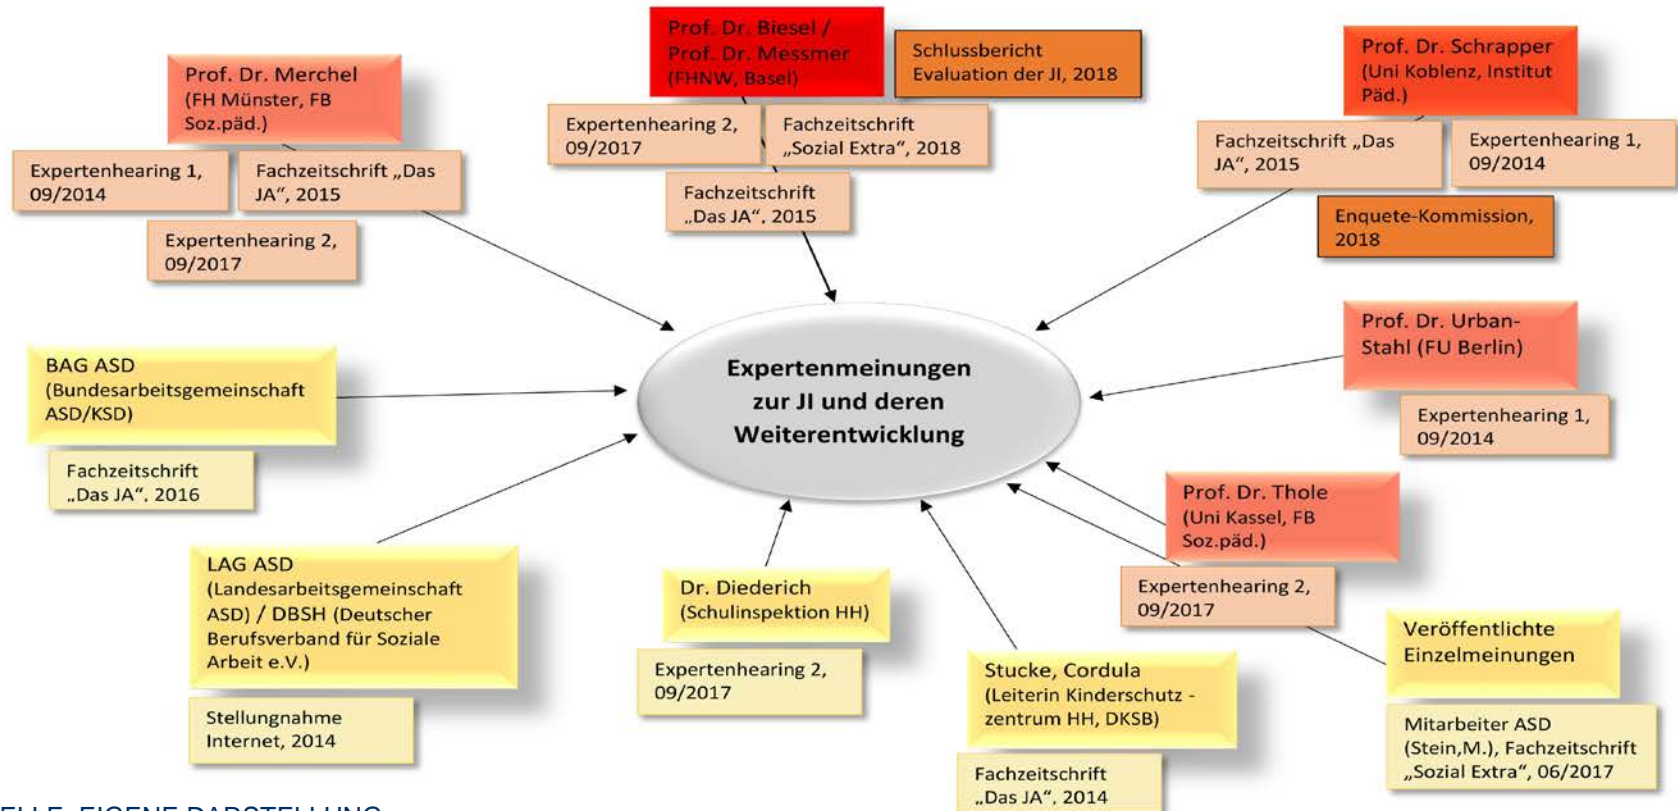 Prof. Dr. Merchel
(FH Münster, FB
Soz.päd.)
Expertenhearing 1,
09/2014
Fachzeitschrift „Das
JA“, 2015
Expertenhearing 2,
09/2017
Prof. Dr. Biesel /
Prof. Dr. Messmer
(FHNW, Basel)
Schlussbericht
Evaluation der JI, 2018
Expertenhearing 2,
09/2017
Fachzeitschrift
„Sozial Extra“, 2018
Fachzeitschrift
„Das JA“, 2015
Prof. Dr. Schrapper
(Uni Koblenz, Institut
Päd.)
Fachzeitschrift „Das
JA“, 2015
Expertenhearing 1,
09/2014
Enquete-Kommission,
2018
BAG ASD
(Bundesarbeitsgemeinschaft
ASD/KSD)
Fachzeitschrift
„Das JA“, 2016
Expertenmeinungen
zur JI und deren
Weiterentwicklung
Prof. Dr. Urban-
Stahl (FU Berlin)
Expertenhearing 1,
09/2014
LAG ASD
(Landesarbeitsgemeinschaft
ASD) / DBSH (Deutscher
Berufsverband für Soziale
Arbeit e.V.)
Stellungnahme
Internet, 2014
Dr. Diederich
(Schulinspektion HH)
Expertenhearing 2,
09/2017
Prof. Dr. Thole
(Uni Kassel, FB
Soz.päd.)
Expertenhearing 2,
09/2017
Stucke, Cordula
(Leiterin Kinderschutz -
zentrum HH, DKSB)
Fachzeitschrift
„Das JA“, 2014
Veröffentlichte
Einzelmeinungen
Mitarbeiter ASD
(Stein,M.), Fachzeitschrift
„Sozial Extra“, 06/2017